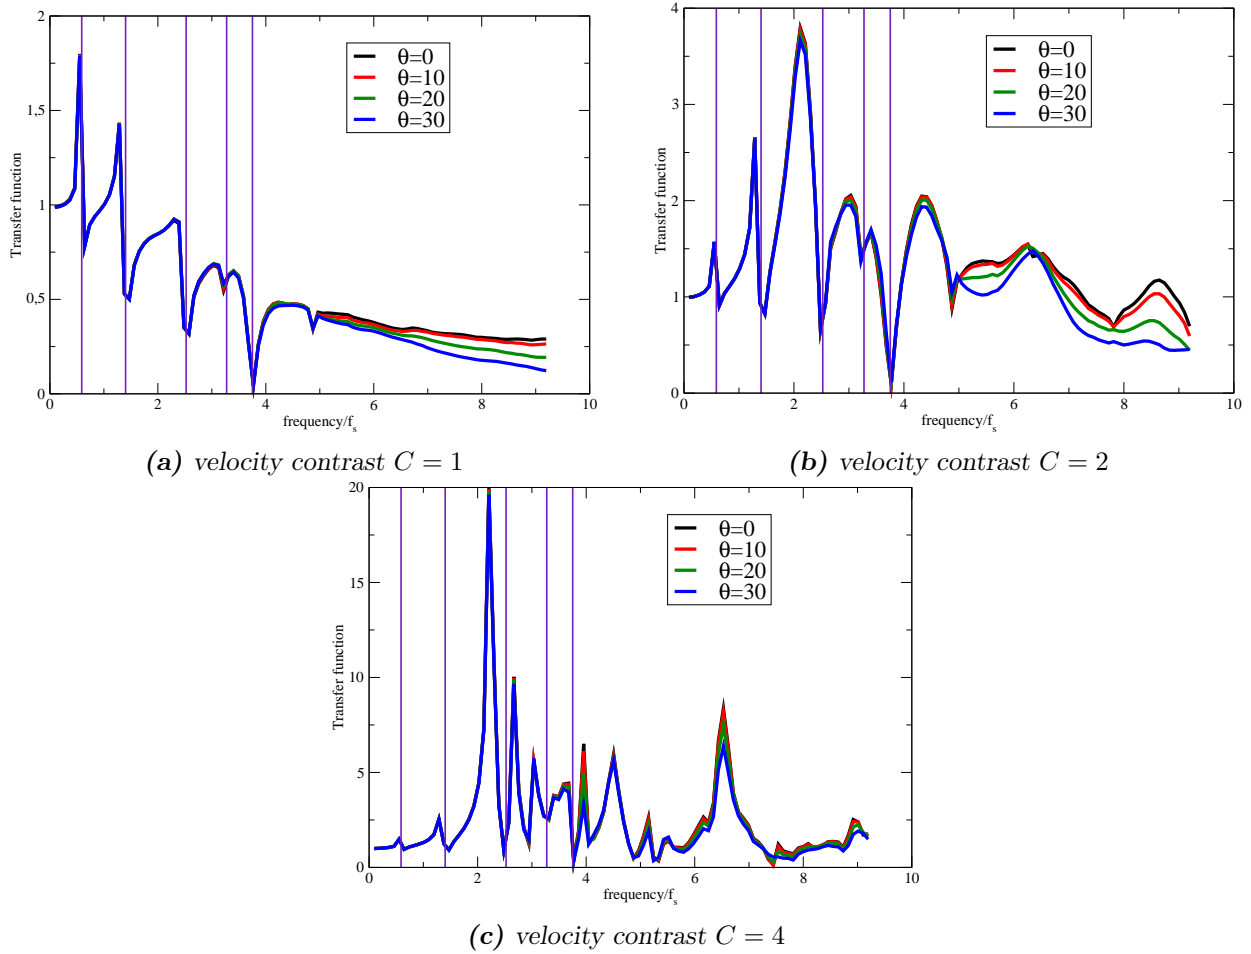 2
1,5
1
0,5
0
Transfer function
θ=0
θ=10
θ=20
θ=30
0 2 4 6 8 10
frequency/fs
(a) velocity contrast C = 1
4
3
2
1
0
Transfer function
θ=0
θ=10
θ=20
θ=30
0 2 4 6 8 10
frequency/fs
(b) velocity contrast C = 2
20
15
10
5
0
Transfer function
θ=0
θ=10
θ=20
θ=30
0 2 4 6 8 10
frequency/fs
(c) velocity contrast C = 4